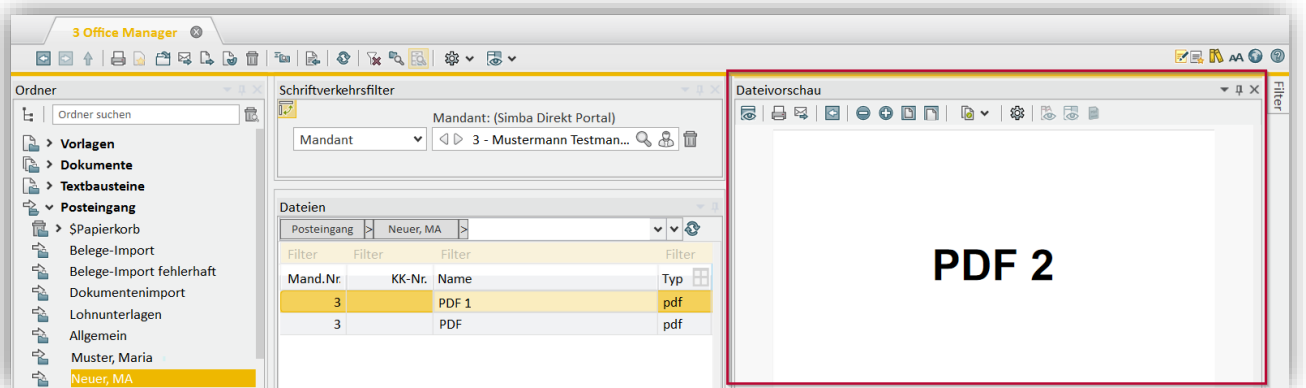 3 Office Manager
AA
Ordner
Ordner suchen
Vorlagen
Dokumente
Textbausteine
Posteingang
$Papierkorb
Belege-Import
Belege-Import fehlerhaft
Dokumentenimport
Lohnunterlagen
Allgemein
Muster, Maria
Neuer, MA
Schriftverkehrsfilter
Mandant: (Simba Direkt Portal)
Mandant 3 - Mustermann Testman...
Dateien
Posteingang > Neuer, MA >
Filter Filter Filter Filter
Mand.Nr. KK-Nr. Name Typ
3 PDF 1 pdf
3 PDF pdf
Dateivorschau
PDF 2
Filter